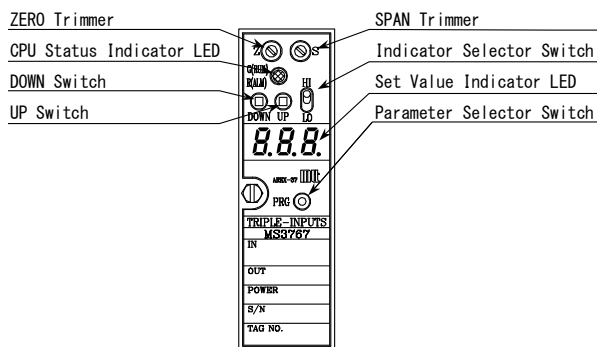 ZERO Trimmer
SPAN Trimmer
CPU Status Indicator LED
Indicator Selector Switch
DOWN Switch
Set Value Indicator LED
UP Switch
Parameter Selector Switch
Z S
G(RUN)
R(ALM)
HI
DOWN UP LO
8.8.8.
PRG
TRIPLE-INPUTS
MS3767
IN
OUT
POWER
S/N
TAG NO.